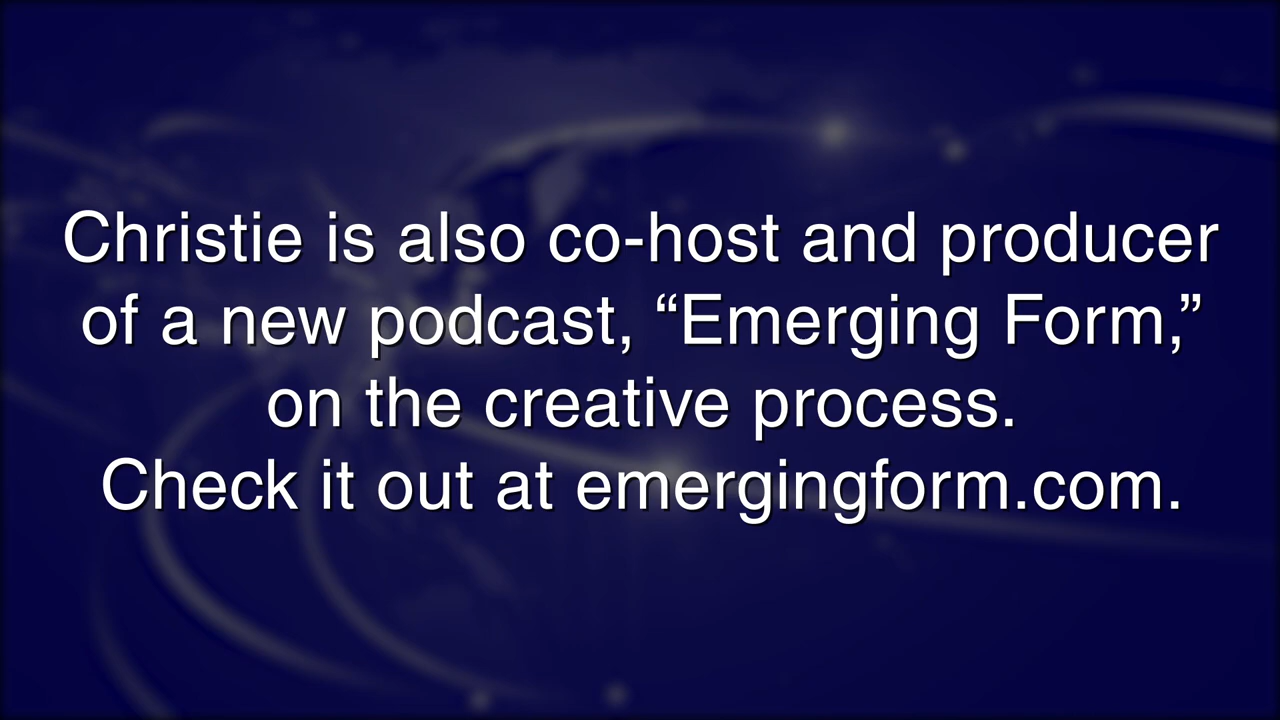 Christie is also co-host and producer
of a new podcast, “Emerging Form,”
on the creative process.
Check it out at emergingform.com.